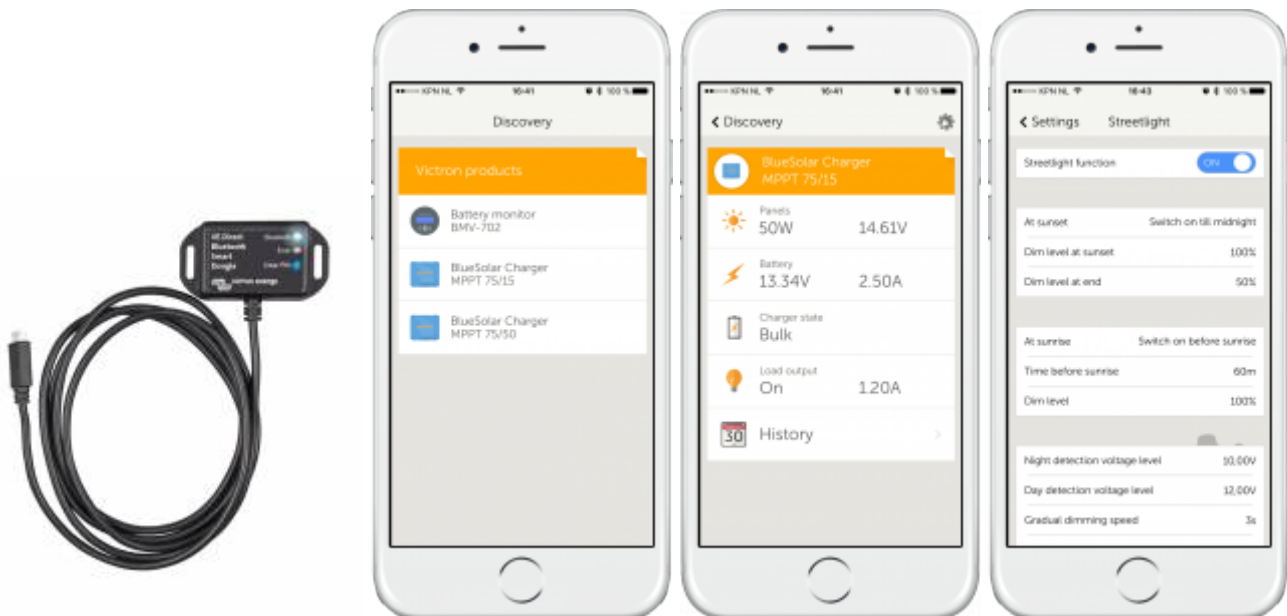 VE.Direct
Bluetooth
Smart
Dongle
victron energy
KPN NL 16:41 100 %
Discovery
Victron products
Battery monitor
BMV-702
BlueSolar Charger
MPPT 75/15
BlueSolar Charger
MPPT 75/50
KPN NL 16:41 100 %
Discovery
BlueSolar Charger
MPPT 75/15
Panels
50W 14.61V
Battery
13.34V 2.50A
Charger state
Bulk
Load output
On 1.20A
30 History
KPN NL 16:43 100 %
Settings Streetlight
Streetlight function ON
At sunset Switch on till midnight
Dim level at sunset 100%
Dim level at end 50%
At sunrise Switch on before sunrise
Time before sunrise 60m
Dim level 100%
Night detection voltage level 10,00V
Day detection voltage level 12,00V
Gradual dimming speed 3s